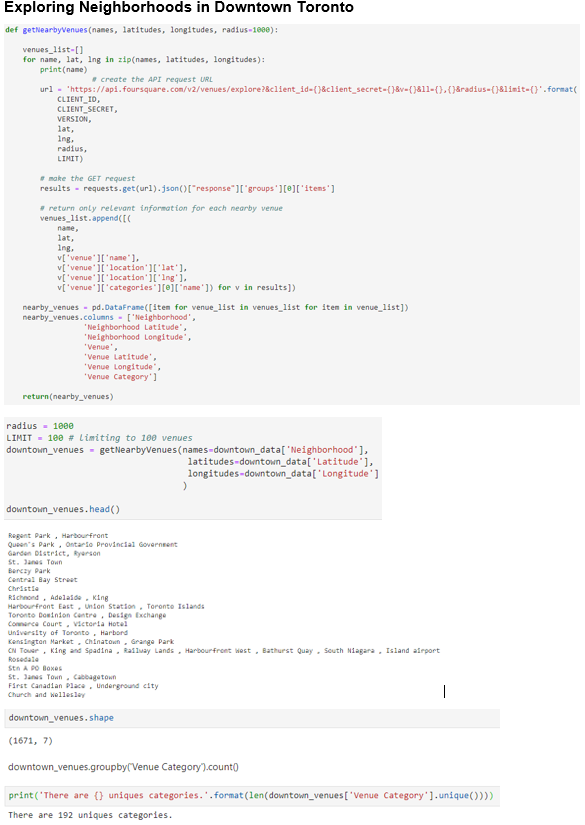 Exploring Neighborhoods in Downtown Toronto
def getNearbyVenues(names, latitudes, longitudes, radius=1000):
venues_list=[]
for name, lat, lng in zip(names, latitudes, longitudes):
print(name)
# create the API request URL
url = 'https://api.foursquare.com/v2/venues/explore?&client_id={}&client_secret={}&v={}&ll={},{}&radius={}&limit={}'.format(
CLIENT_ID,
CLIENT_SECRET,
VERSION,
lat,
lng,
radius,
LIMIT)
# make the GET request
results = requests.get(url).json()["response"]['groups'][0]['items']
# return only relevant information for each nearby venue
venues_list.append([(
name,
lat,
lng,
v['venue']['name'],
v['venue']['location']['lat'],
v['venue']['location']['lng'],
v['venue']['categories'][0]['name']) for v in results])
nearby_venues = pd.DataFrame([item for venue_list in venues_list for item in venue_list])
nearby_venues.columns = ['Neighborhood',
'Neighborhood Latitude',
'Neighborhood Longitude',
'Venue',
'Venue Latitude',
'Venue Longitude',
'Venue Category']
return(nearby_venues)
radius = 1000
LIMIT = 100 # limiting to 100 venues
downtown_venues = getNearbyVenues(names=downtown_data['Neighborhood'],
latitudes=downtown_data['Latitude'],
longitudes=downtown_data['Longitude']
)
downtown_venues.head()
Regent Park , Harbourfront
Queen's Park , Ontario Provincial Government
Garden District, Ryerson
St. James Town
Berczy Park
Central Bay Street
Christie
Richmond , Adelaide , King
Harbourfront East , Union Station , Toronto Islands
Toronto Dominion Centre , Design Exchange
Commerce Court , Victoria Hotel
University of Toronto , Harbord
Kensington Market , Chinatown , Grange Park
CN Tower , King and Spadina , Railway Lands , Harbourfront West , Bathurst Quay , South Niagara , Island airport
Rosedale
Stn A PO Boxes
St. James Town , Cabbagetown
First Canadian Place , Underground city
Church and Wellesley
downtown_venues.shape
(1671, 7)
downtown_venues.groupby('Venue Category').count()
print('There are {} uniques categories.'.format(len(downtown_venues['Venue Category'].unique())))
There are 192 uniques categories.